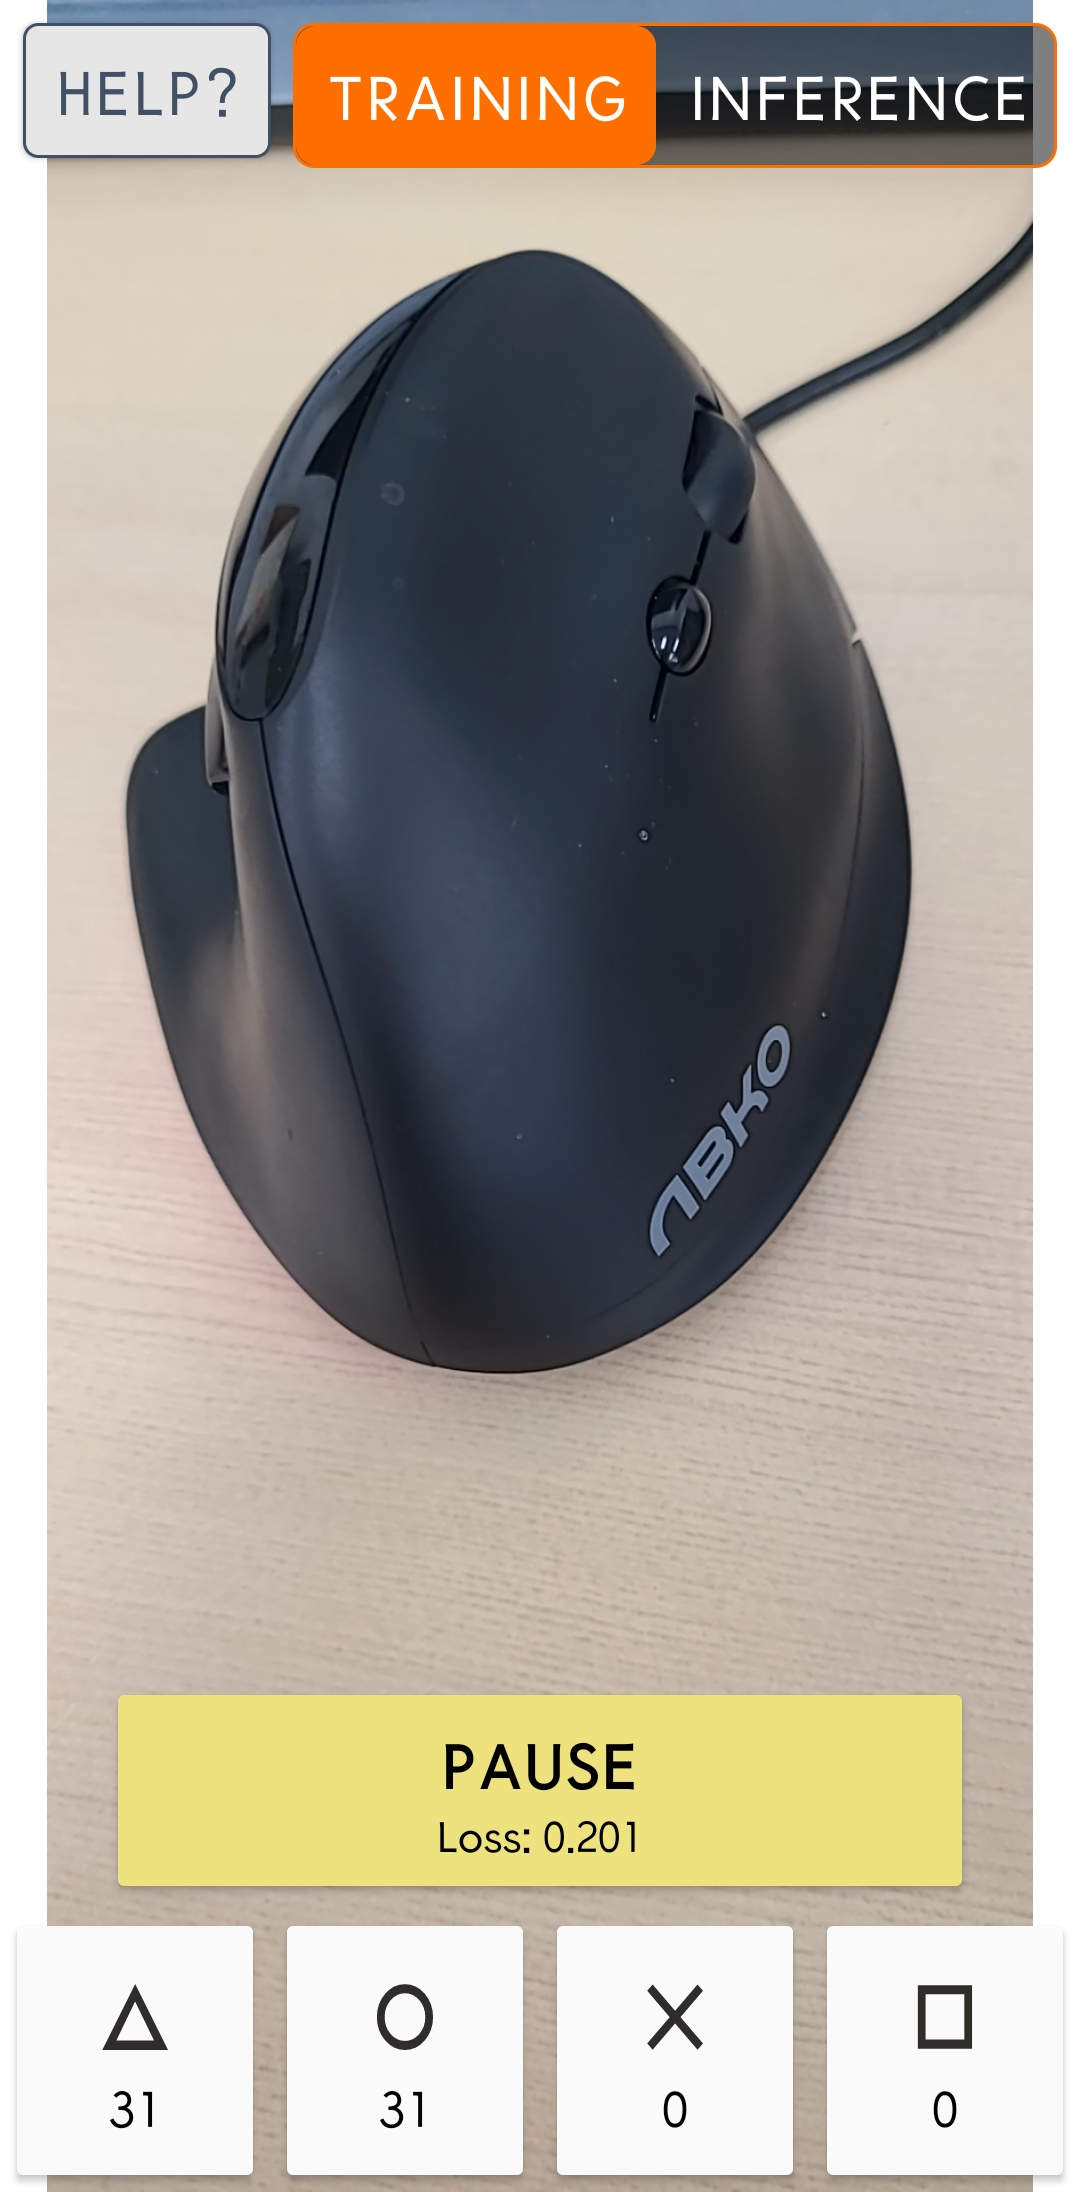 HELP?
TRAINING INFERENCE
ABKO
PAUSE
Loss: 0.201
31 31 0 0